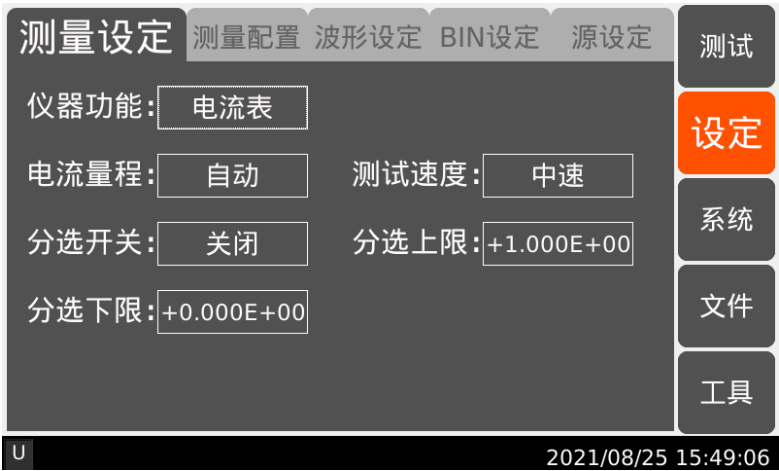 测量设定 测量配置 波形设定 BIN设定 源设定
测试
仪器功能: 电流表
设定
电流量程: 自动 测试速度: 中速
系统
分选开关: 关闭 分选上限: +1.000E+00
分选下限: +0.000E+00
文件
工具
U 2021/08/25 15:49:06